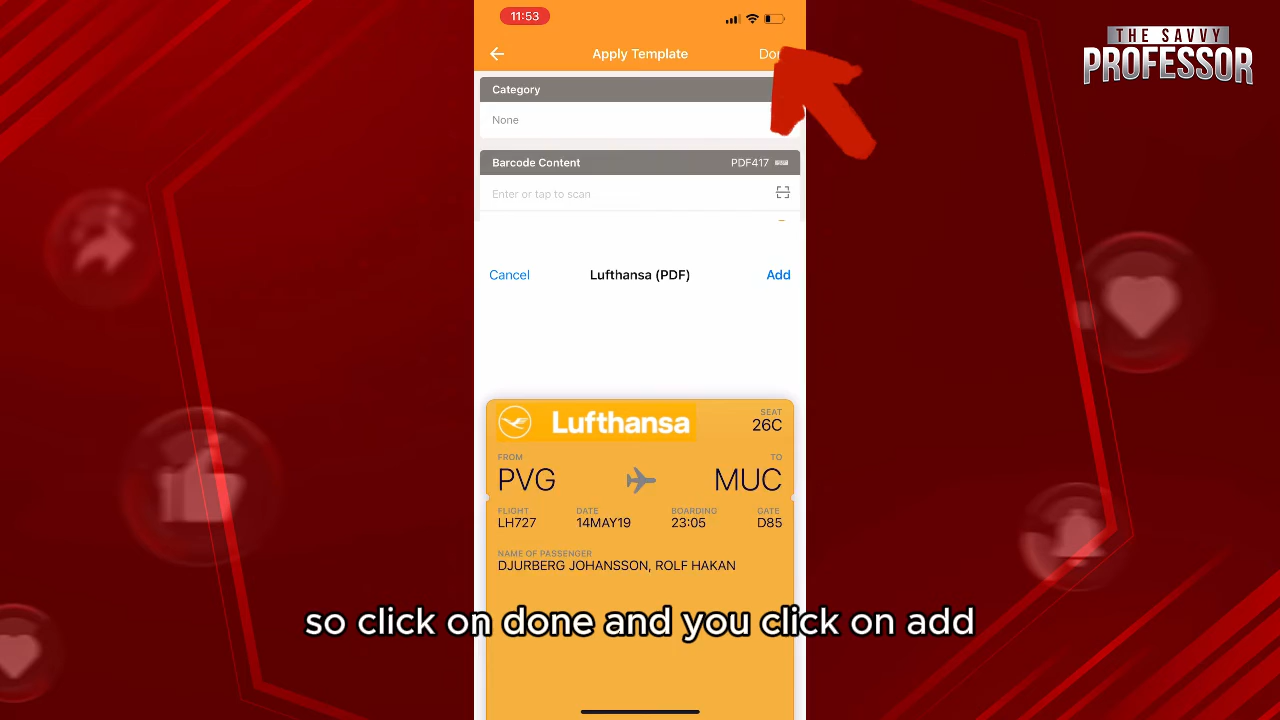 11:53
THE SAVVY
PROFESSOR
Apply Template
Category
None
Barcode Content PDF417
Enter or tap to scan
Cancel Lufthansa (PDF) Add
Lufthansa
SEAT
26C
FROM TO
PVG MUC
FLIGHT DATE BOARDING GATE
LH727 14MAY19 23:05 D85
NAME OF PASSENGER
DJURBERG JOHANSSON, ROLF HAKAN
so click on done and you click on add